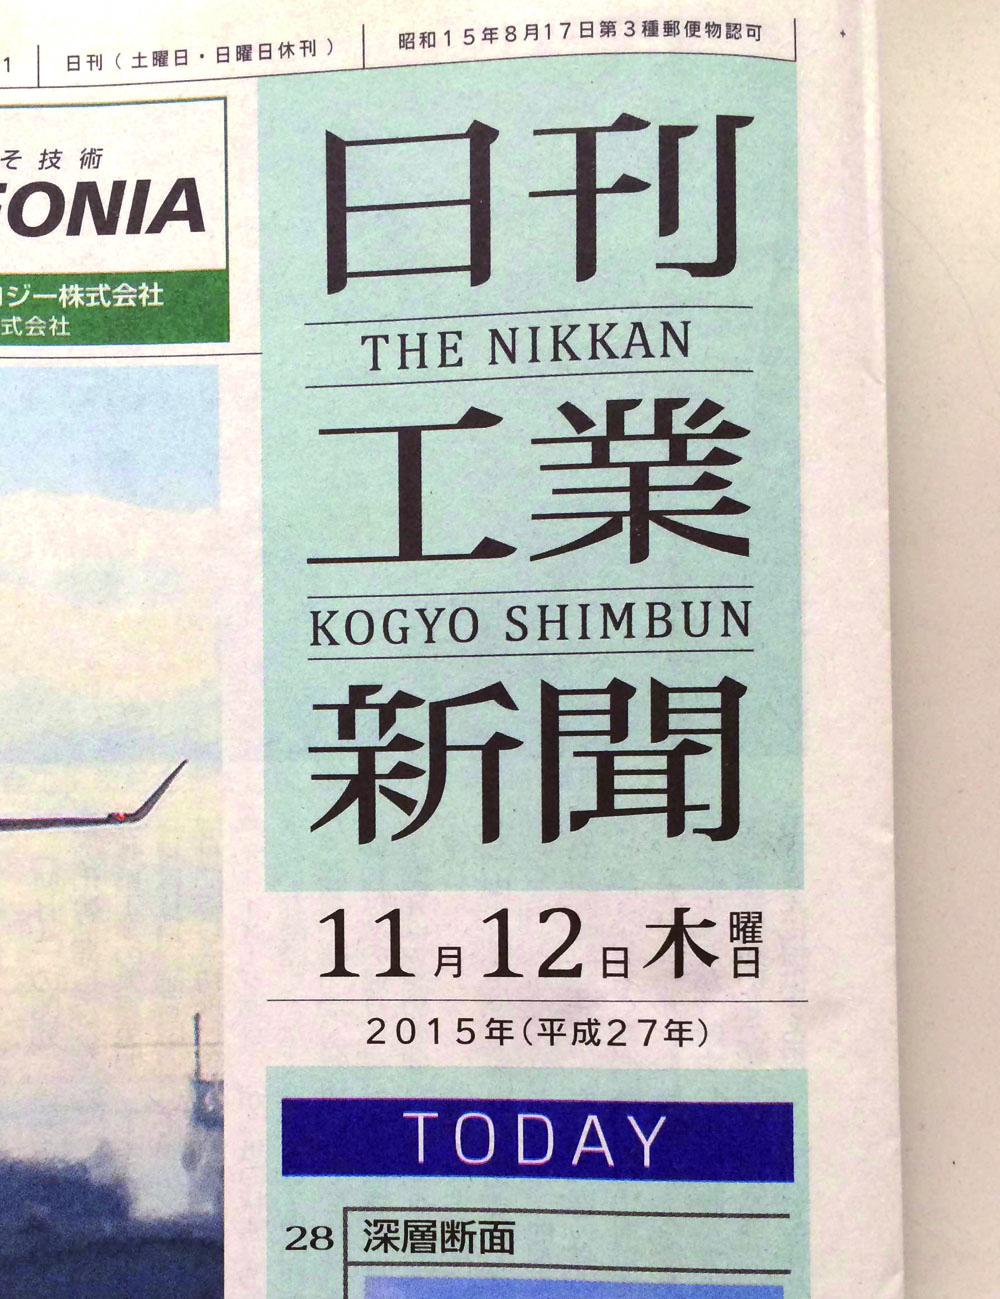 1
日刊（土曜日・日曜日休刊）
昭和15年8月17日第3種郵便物認可
そ技術
FONIA
ロジー株式会社
式会社
日刊
THE NIKKAN
工業
KOGYO SHIMBUN
新聞
11月12日木曜日
2015年(平成27年)
TODAY
28 深層断面